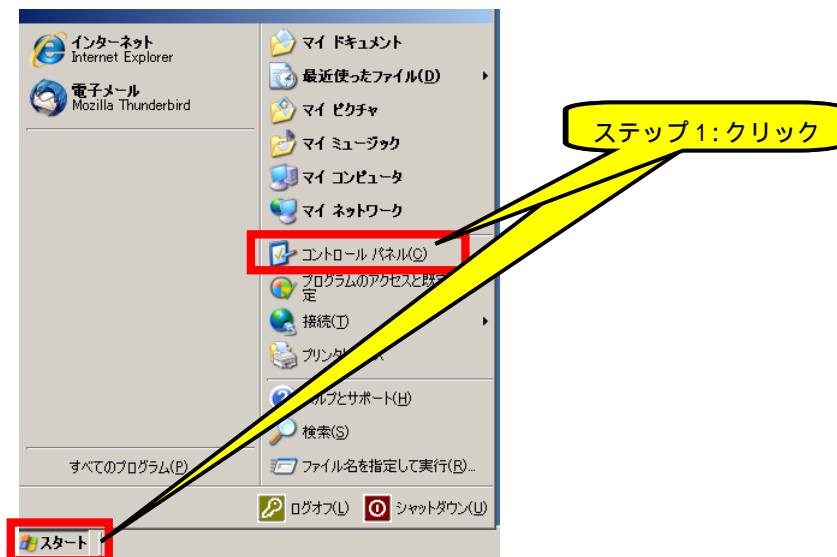 インターネット
Internet Explorer
電子メール
Mozilla Thunderbird
すべてのプログラム(P)
マイ ドキュメント
最近使ったファイル(D)
マイ ピクチャ
マイ ミュージック
マイ コンピュータ
マイ ネットワーク
コントロール パネル(C)
プログラムのアクセスと既
定
接続(T)
プリンタ
ヘルプとサポート(H)
検索(S)
ファイル名を指定して実行(R)...
ログオフ(L)
シャットダウン(U)
スタート
ステップ1:クリック